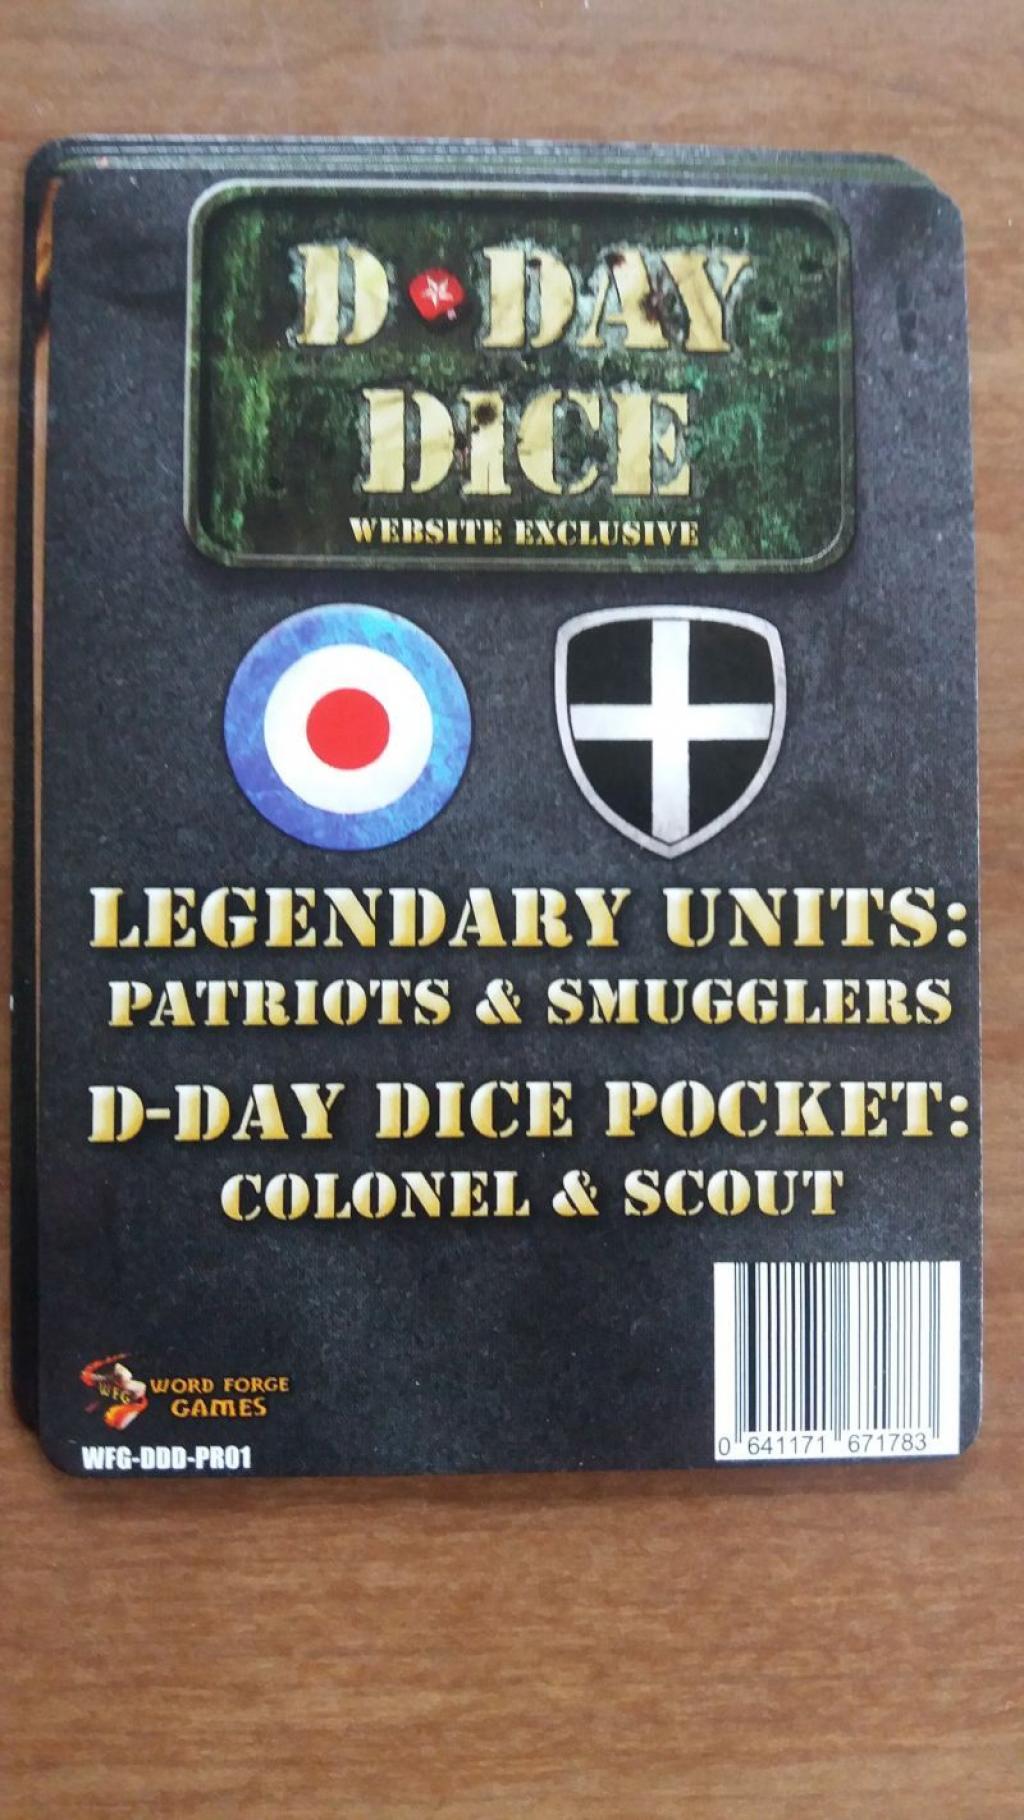 D DAY
DICE
WEBSITE EXCLUSIVE
LEGENDARY UNITS:
PATRIOTS & SMUGGLERS
D-DAY DICE POCKET:
COLONEL & SCOUT
WFG
WORD FORGE
GAMES
WFG-DDD-PR01
0 641171 671783